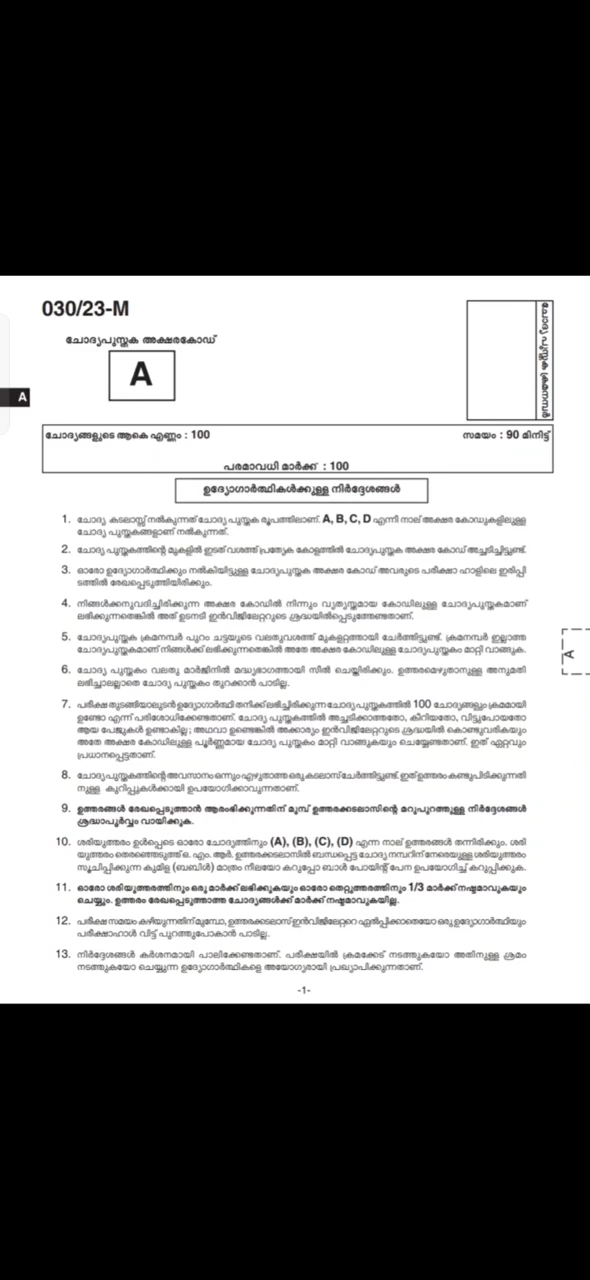 030/23-M
ചോദ്യപുസ്തക അക്ഷരകോഡ്
A
ചോദ്യ പുസ്തക ക്രമനമ്പർ
A
ചോദ്യങ്ങളുടെ ആകെ എണ്ണം : 100 സമയം : 90 മിനിട്ട്
പരമാവധി മാർക്ക് : 100
ഉദ്യോഗാർത്ഥികൾക്കുള്ള നിർദ്ദേശങ്ങൾ
1. ചോദ്യ കടലാസ്സ് നൽകുന്നത് ചോദ്യ പുസ്തക രൂപത്തിലാണ്. A, B, C, D എന്നീ നാല് അക്ഷര കോഡുകളിലുള്ള
ചോദ്യ പുസ്തകങ്ങളാണ് നൽകുന്നത്.
2. ചോദ്യ പുസ്തകത്തിന്റെ മുകളിൽ ഇടത് വശത്ത് പ്രത്യേക കോളത്തിൽ ചോദ്യപുസ്തക അക്ഷര കോഡ് അച്ചടിച്ചിട്ടുണ്ട്.
3. ഓരോ ഉദ്യോഗാർത്ഥിക്കും നൽകിയിട്ടുള്ള ചോദ്യപുസ്തക അക്ഷര കോഡ് അവരുടെ പരീക്ഷാ ഹാളിലെ ഇരിപ്പി
ടത്തിൽ രേഖപ്പെടുത്തിയിരിക്കും.
4. നിങ്ങൾക്കനുവദിച്ചിരിക്കുന്ന അക്ഷര കോഡിൽ നിന്നും വ്യത്യസ്തമായ കോഡിലുള്ള ചോദ്യപുസ്തകമാണ്
ലഭിക്കുന്നതെങ്കിൽ അത് ഉടനടി ഇൻവിജിലേറ്ററുടെ ശ്രദ്ധയിൽപ്പെടുത്തേണ്ടതാണ്.
5. ചോദ്യപുസ്തക ക്രമനമ്പർ പുറം ചട്ടയുടെ വലതുവശത്ത് മുകളറ്റത്തായി ചേർത്തിട്ടുണ്ട്. ക്രമനമ്പർ ഇല്ലാത്ത
ചോദ്യപുസ്തകമാണ് നിങ്ങൾക്ക് ലഭിക്കുന്നതെങ്കിൽ അതേ അക്ഷര കോഡിലുള്ള ചോദ്യപുസ്തകം മാറ്റി വാങ്ങുക.
A
6. ചോദ്യ പുസ്തകം വലതു മാർജിനിൽ മദ്ധ്യഭാഗത്തായി സീൽ ചെയ്തിരിക്കും. ഉത്തരമെഴുതാനുള്ള അനുമതി
ലഭിച്ചാലല്ലാതെ ചോദ്യ പുസ്തകം തുറക്കാൻ പാടില്ല.
7. പരീക്ഷ തുടങ്ങിയാലുടൻ ഉദ്യോഗാർത്ഥി തനിക്ക് ലഭിച്ചിരിക്കുന്ന ചോദ്യപുസ്തകത്തിൽ 100 ചോദ്യങ്ങളും ക്രമമായി
ഉണ്ടോ എന്ന് പരിശോധിക്കേണ്ടതാണ്. ചോദ്യ പുസ്തകത്തിൽ അച്ചടിക്കാത്തതോ, കീറിയതോ, വിട്ടുപോയതോ
ആയ പേജുകൾ ഉണ്ടാകില്ല; അഥവാ ഉണ്ടെങ്കിൽ അക്കാര്യം ഇൻവിജിലേറ്ററുടെ ശ്രദ്ധയിൽ കൊണ്ടുവരികയും
അതേ അക്ഷര കോഡിലുള്ള പൂർണ്ണമായ ചോദ്യ പുസ്തകം മാറ്റി വാങ്ങുകയും ചെയ്യേണ്ടതാണ്. ഇത് ഏറ്റവും
പ്രധാനപ്പെട്ടതാണ്.
8. ചോദ്യപുസ്തകത്തിന്റെ അവസാനം ഒന്നും എഴുതാത്ത ഒരു കടലാസ് ചേർത്തിട്ടുണ്ട്. ഇത് ഉത്തരം കണ്ടുപിടിക്കുന്നതി
നുള്ള കുറിപ്പുകൾക്കായി ഉപയോഗിക്കാവുന്നതാണ്.
9. ഉത്തരങ്ങൾ രേഖപ്പെടുത്താൻ ആരംഭിക്കുന്നതിന് മുമ്പ് ഉത്തരക്കടലാസിന്റെ മറുപുറത്തുള്ള നിർദ്ദേശങ്ങൾ
ശ്രദ്ധാപൂർവ്വം വായിക്കുക.
10. ശരിയുത്തരം ഉൾപ്പെടെ ഓരോ ചോദ്യത്തിനും (A), (B), (C), (D) എന്ന നാല് ഉത്തരങ്ങൾ തന്നിരിക്കും. ശരി
യുത്തരം തെരഞ്ഞെടുത്ത് ഒ. എം. ആർ. ഉത്തരക്കടലാസിൽ ബന്ധപ്പെട്ട ചോദ്യ നമ്പറിന് നേരെയുള്ള ശരിയുത്തരം
സൂചിപ്പിക്കുന്ന കുമിള (ബബിൾ) മാത്രം നീലയോ കറുപ്പോ ബാൾ പോയിന്റ് പേന ഉപയോഗിച്ച് കറുപ്പിക്കുക.
11. ഓരോ ശരിയുത്തരത്തിനും ഒരു മാർക്ക് ലഭിക്കുകയും ഓരോ തെറ്റുത്തരത്തിനും 1/3 മാർക്ക് നഷ്ടമാവുകയും
ചെയ്യും. ഉത്തരം രേഖപ്പെടുത്താത്ത ചോദ്യങ്ങൾക്ക് മാർക്ക് നഷ്ടമാവുകയില്ല.
12. പരീക്ഷ സമയം കഴിയുന്നതിന് മുമ്പോ, ഉത്തരക്കടലാസ് ഇൻവിജിലേറ്ററെ ഏൽപ്പിക്കാതെയോ ഒരു ഉദ്യോഗാർത്ഥിയും
പരീക്ഷാഹാൾ വിട്ട് പുറത്തുപോകാൻ പാടില്ല.
13. നിർദ്ദേശങ്ങൾ കർശനമായി പാലിക്കേണ്ടതാണ്. പരീക്ഷയിൽ ക്രമക്കേട് നടത്തുകയോ അതിനുള്ള ശ്രമം
നടത്തുകയോ ചെയ്യുന്ന ഉദ്യോഗാർത്ഥികളെ അയോഗ്യരായി പ്രഖ്യാപിക്കുന്നതാണ്.
-1-